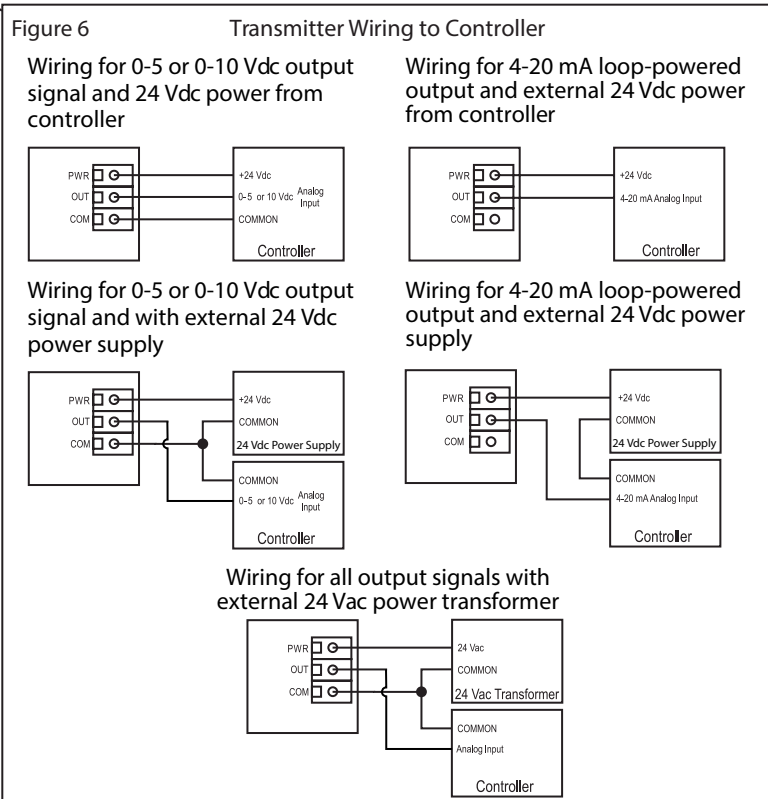 Figure 6 Transmitter Wiring to Controller
Wiring for 0-5 or 0-10 Vdc output
signal and 24 Vdc power from
controller
PWR
OUT
COM
+24 Vdc
0-5 or 10 Vdc Analog
Input
COMMON
Controller
Wiring for 4-20 mA loop-powered
output and external 24 Vdc power
from controller
PWR
OUT
COM
+24 Vdc
4-20 mA Analog Input
Controller
Wiring for 0-5 or 0-10 Vdc output
signal and with external 24 Vdc
power supply
PWR
OUT
COM
+24 Vdc
COMMON
24 Vdc Power Supply
COMMON
0-5 or 10 Vdc Analog
Input
Controller
Wiring for 4-20 mA loop-powered
output and external 24 Vdc power
supply
PWR
OUT
COM
+24 Vdc
COMMON
24 Vdc Power Supply
COMMON
4-20 mA Analog Input
Controller
Wiring for all output signals with
external 24 Vac power transformer
PWR
OUT
COM
24 Vac
COMMON
24 Vac Transformer
COMMON
Analog Input
Controller